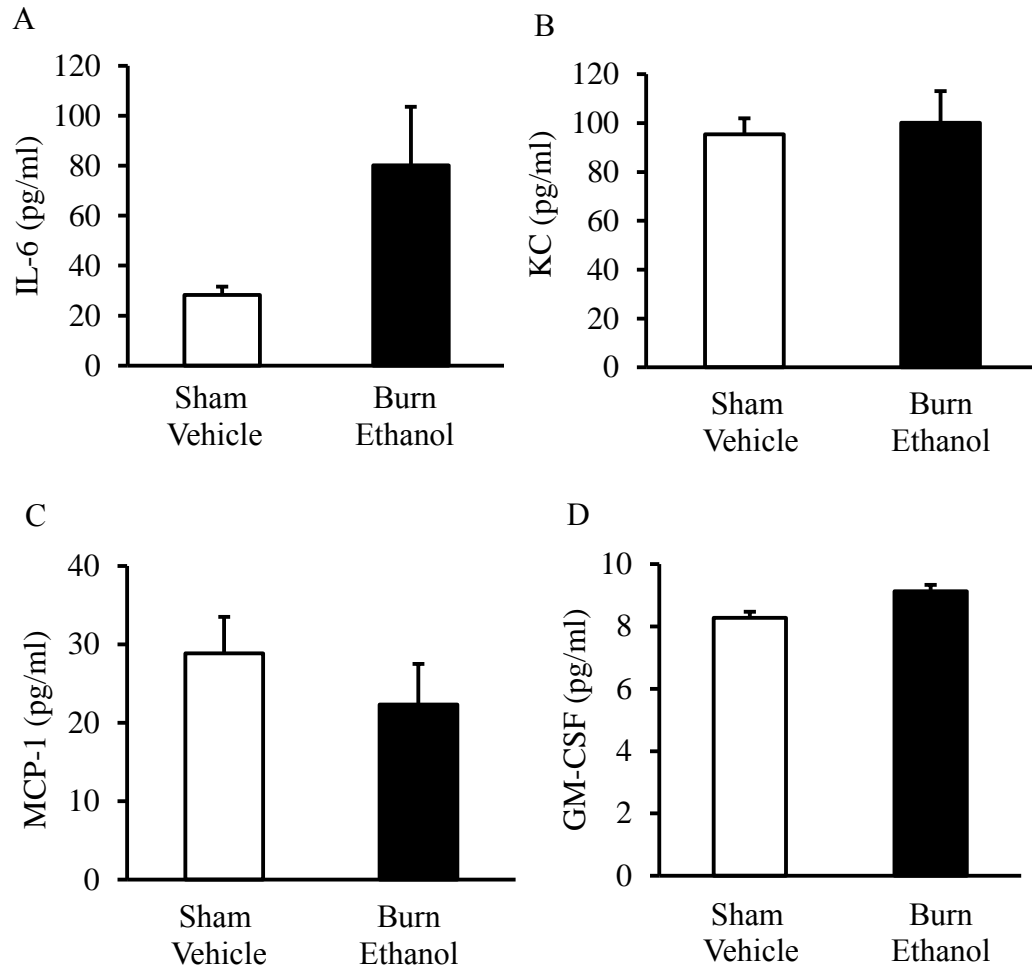 A
IL-6 (pg/ml)
120
100
80
60
40
20
0
Sham
Vehicle
Burn
Ethanol
B
KC (pg/ml)
120
100
80
60
40
20
0
Sham
Vehicle
Burn
Ethanol
C
MCP-1 (pg/ml)
40
30
20
10
0
Sham
Vehicle
Burn
Ethanol
D
GM-CSF (pg/ml)
10
8
6
4
2
0
Sham
Vehicle
Burn
Ethanol